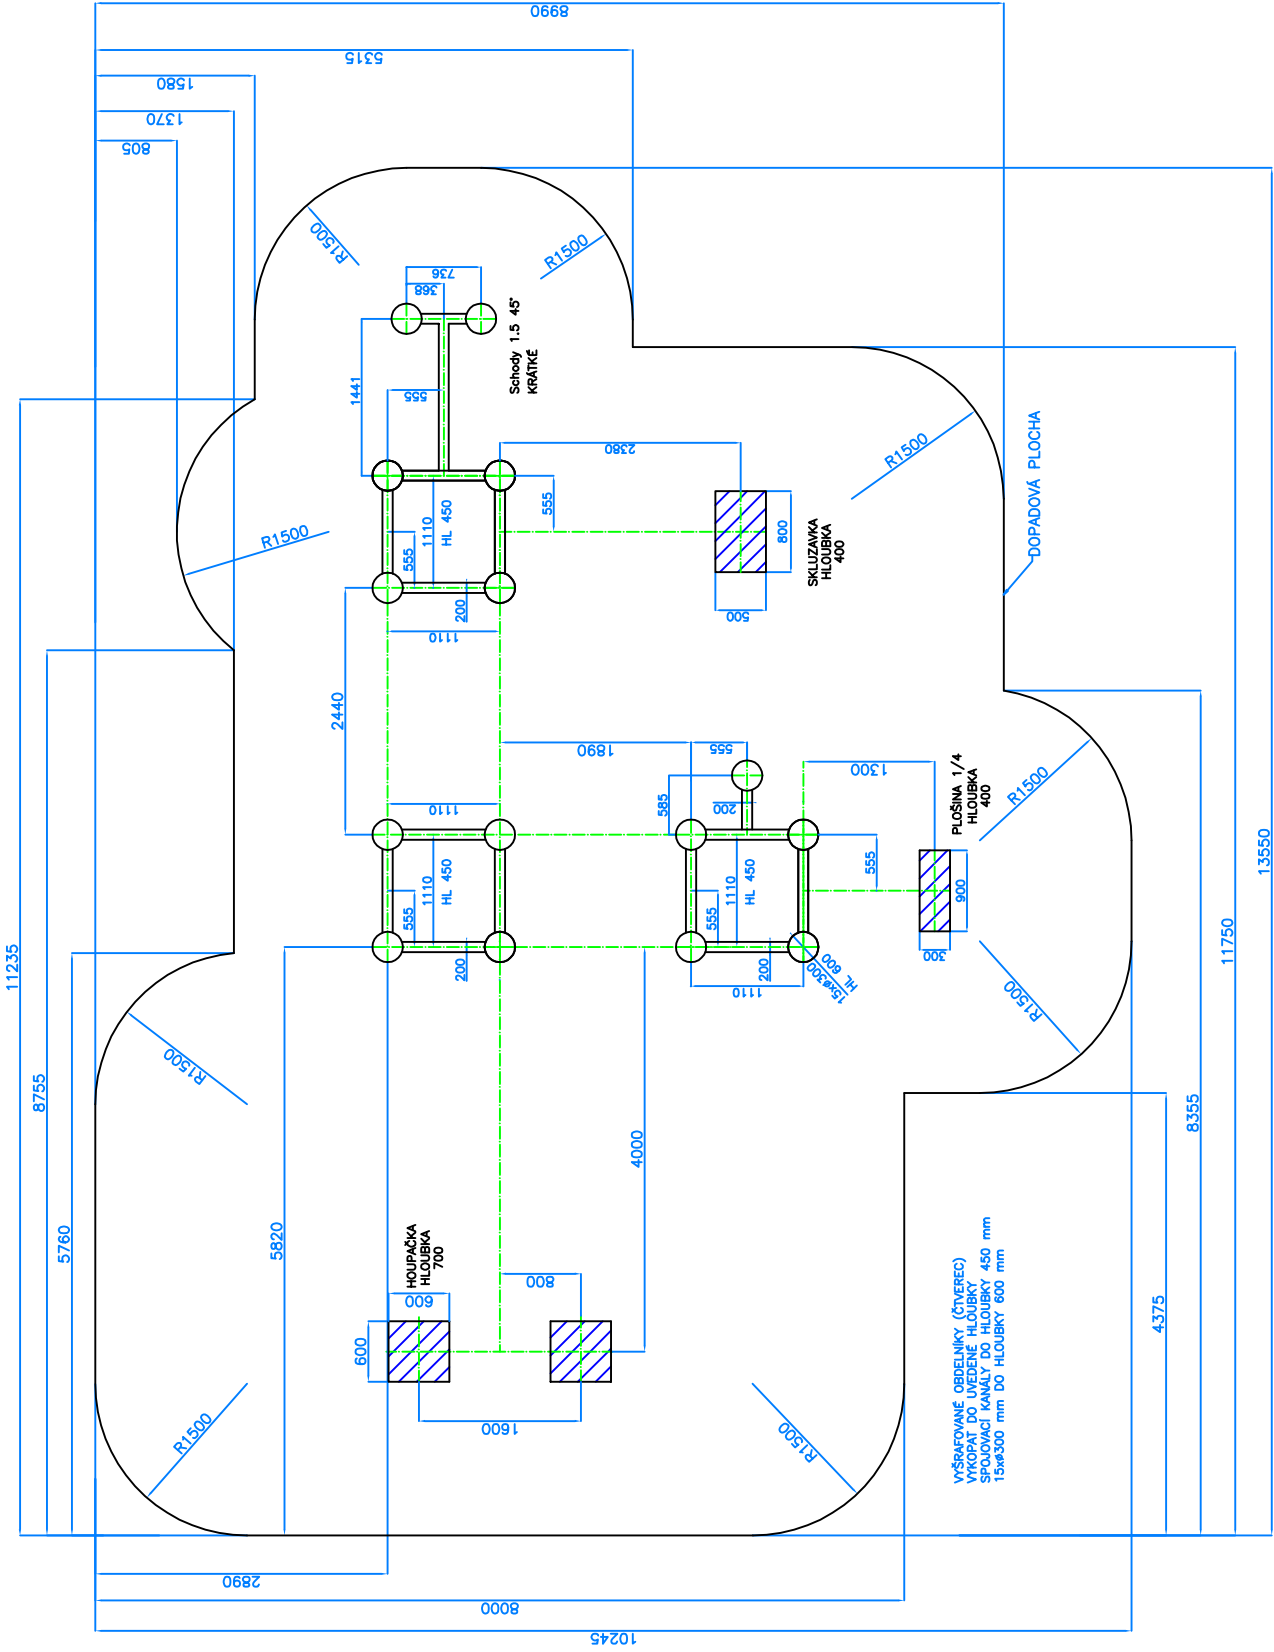 8990
5315
1580
1370
805
R1500
R1500
736
368
Schody 1.5 45°
KRÁTKÉ
1441
555
2380
R1500
DOPADOVÁ PLOCHA
R1500
555
1110
HL 450
555
200
1110
800
500
SKLUZAVKA
HLOUBKA
400
2440
1890
555
585
200
1300
PLOŠINA 1/4
HLOUBKA
400
R1500
1110
555
1110
HL 450
200
555
1110
HL 450
200
1110
555
900
300
15xø300
HL 600
R1500
13550
11750
11235
8755
8355
5760
R1500
5820
4000
4375
HOUPAČKA
HLOUBKA
700
600
600
800
1600
R1500
R1500
VYŠRAFOVANÉ OBDELNÍKY (ČTVEREC)
VYKOPAT DO UVEDENÉ HLOUBKY
SPOJOVACÍ KANÁLY DO HLOUBKY 450 mm
15xø300 mm DO HLOUBKY 600 mm
2890
8000
10245